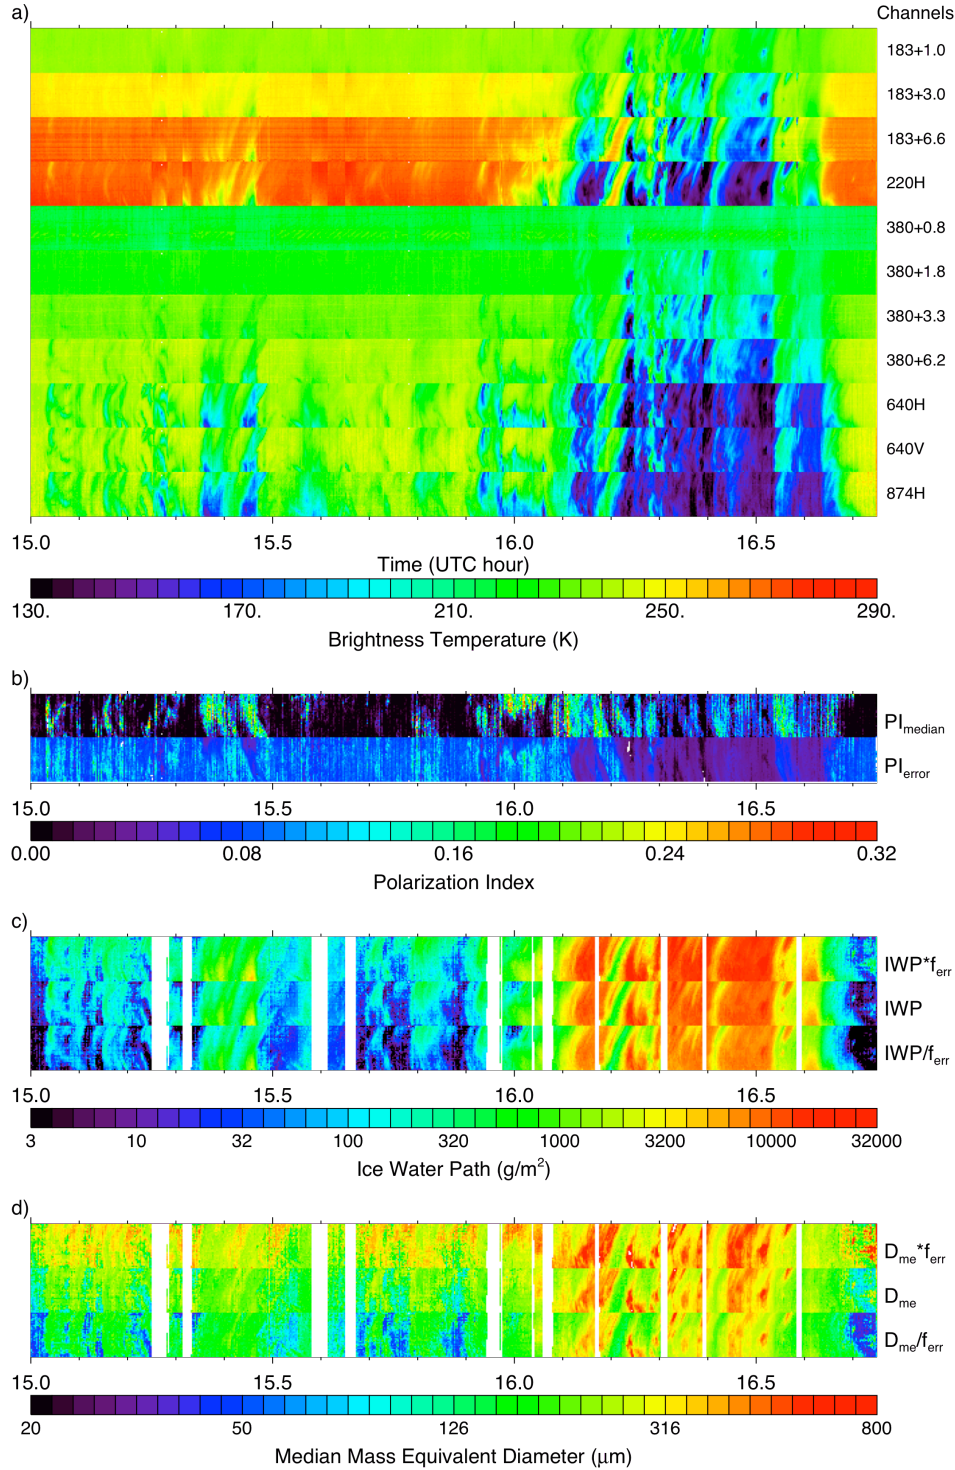 a)
Channels
183+1.0
183+3.0
183+6.6
220H
380+0.8
380+1.8
380+3.3
380+6.2
640H
640V
874H
15.0 15.5 16.0 16.5
Time (UTC hour)
130. 170. 210. 250. 290.
Brightness Temperature (K)
b)
PImedian
PIerror
15.0 15.5 16.0 16.5
0.00 0.08 0.16 0.24 0.32
Polarization Index
c)
IWP*ferr
IWP
IWP/ferr
15.0 15.5 16.0 16.5
3 10 32 100 320 1000 3200 10000 32000
Ice Water Path (g/m²)
d)
Dme*ferr
Dme
Dme/ferr
15.0 15.5 16.0 16.5
20 50 126 316 800
Median Mass Equivalent Diameter (μm)